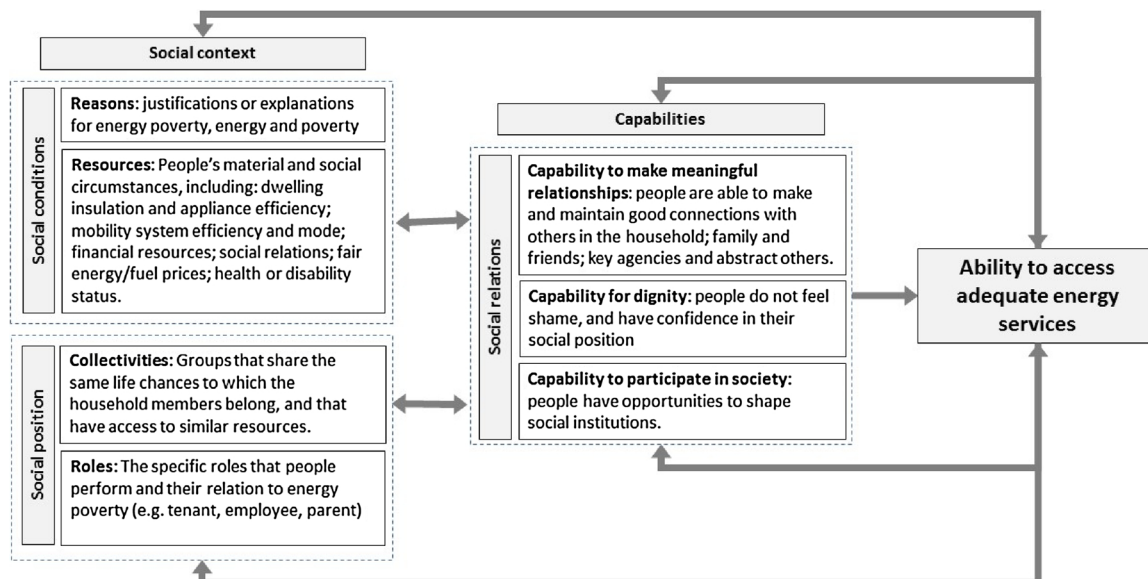 Social context
Social conditions
Reasons: justifications or explanations
for energy poverty, energy and poverty
Resources: People's material and social
circumstances, including: dwelling
insulation and appliance efficiency;
mobility system efficiency and mode;
financial resources; social relations; fair
energy/fuel prices; health or disability
status.
Social position
Collectivities: Groups that share the
same life chances to which the
household members belong, and that
have access to similar resources.
Roles: The specific roles that people
perform and their relation to energy
poverty (e.g. tenant, employee, parent)
Capabilities
Social relations
Capability to make meaningful
relationships: people are able to make
and maintain good connections with
others in the household; family and
friends; key agencies and abstract others.
Capability for dignity: people do not feel
shame, and have confidence in their
social position
Capability to participate in society:
people have opportunities to shape
social institutions.
Ability to access
adequate energy
services